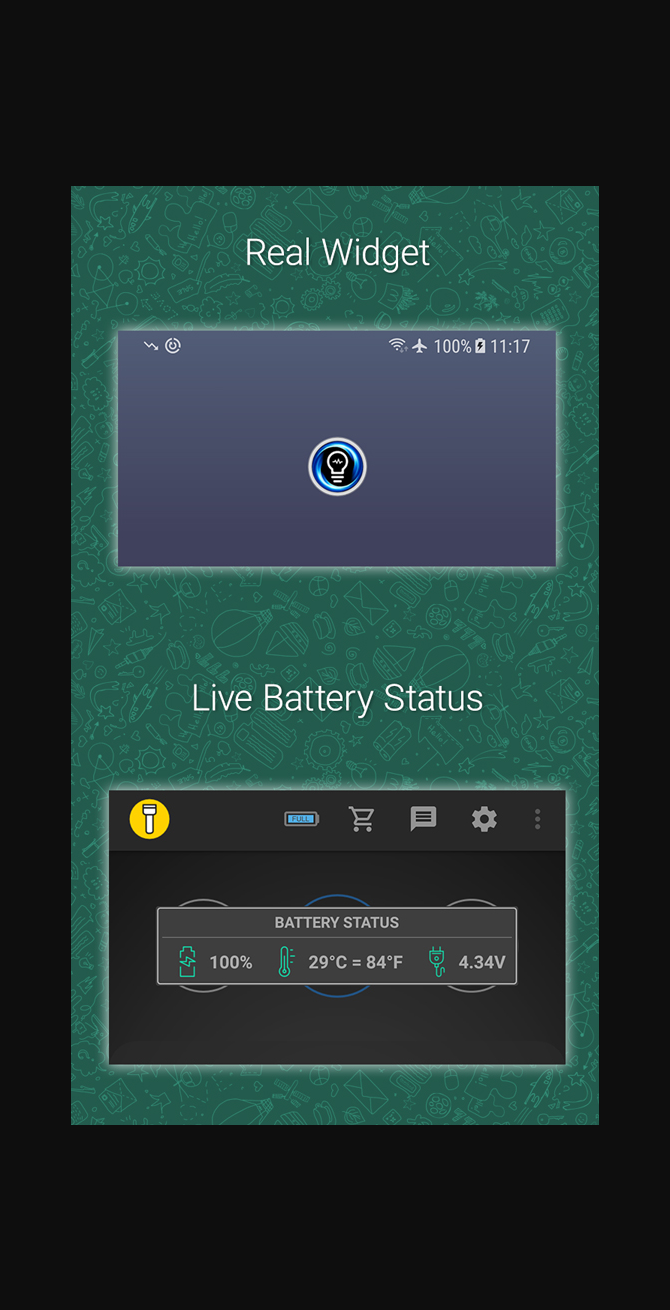 Real Widget
100% 11:17
Live Battery Status
FULL
BATTERY STATUS
100% 29°C = 84°F 4.34V